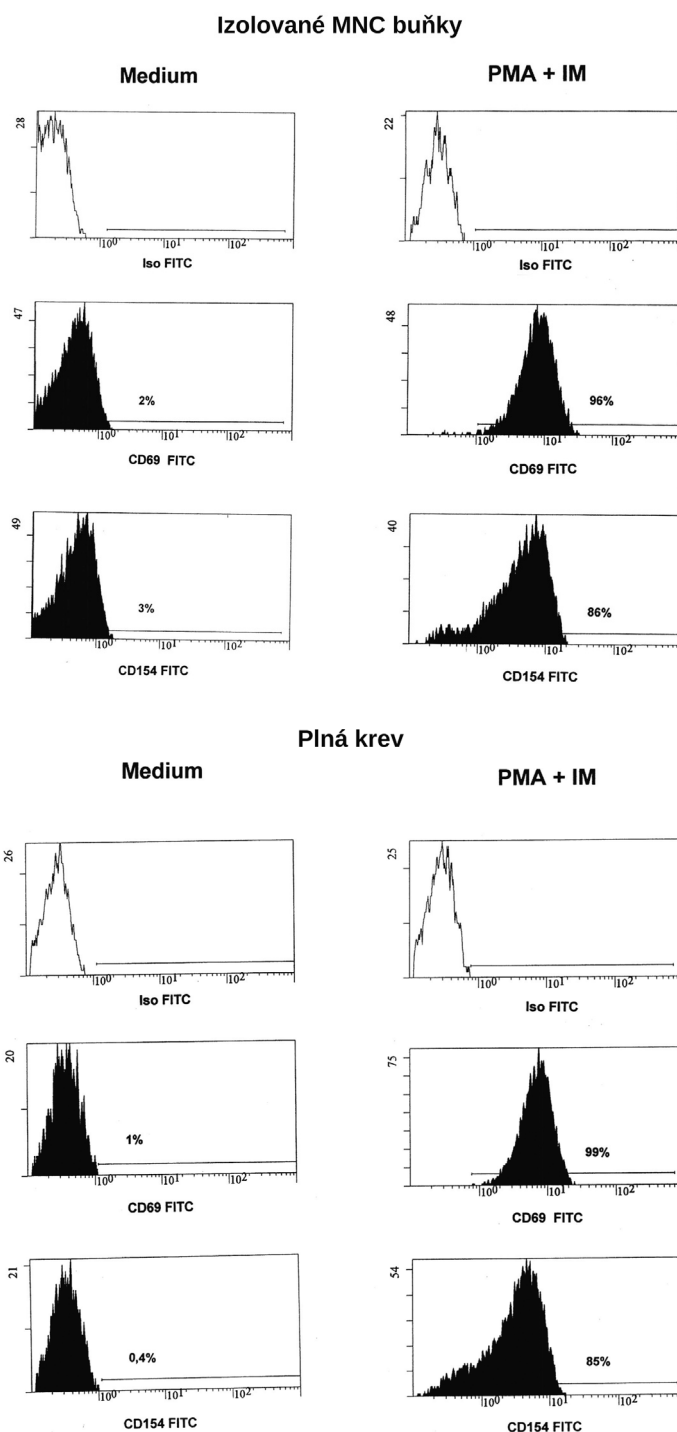 Izolované MNC buňky
Medium PMA + IM
28 22
10⁰ 10¹ 10² 10⁰ 10¹ 10²
Iso FITC Iso FITC
47 48
2% 96%
10⁰ 10¹ 10² 10⁰ 10¹ 10²
CD69 FITC CD69 FITC
49 40
3% 86%
10⁰ 10¹ 10² 10⁰ 10¹ 10²
CD154 FITC CD154 FITC
Plná krev
Medium PMA + IM
26 25
10⁰ 10¹ 10² 10⁰ 10¹ 10²
Iso FITC Iso FITC
20 75
1% 99%
10⁰ 10¹ 10² 10⁰ 10¹ 10²
CD69 FITC CD69 FITC
21 54
0,4% 85%
10⁰ 10¹ 10² 10⁰ 10¹ 10²
CD154 FITC CD154 FITC